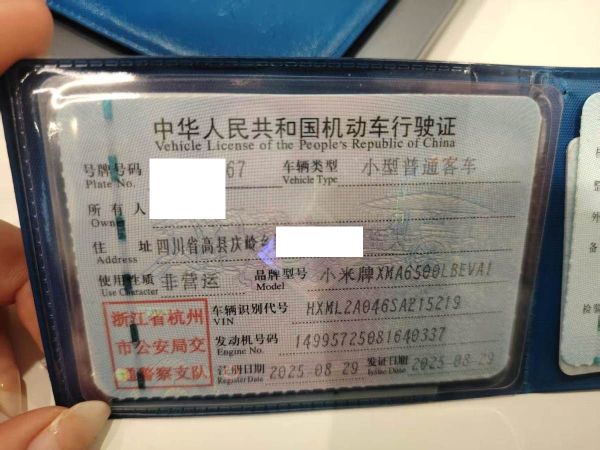 中华人民共和国机动车行驶证
Vehicle License of the People's Republic of China
号牌号码 67 车辆类型 小型普通客车
Plate No. Vehicle Type
所有人
Owner
住址 四川省高县庆岭
Address
使用性质 非营运 品牌型号 小米牌XMA6500LBEVA1
Use Character Model
浙江省杭州
市公安局交
通警察支队
车辆识别代号 HXML2A046SA215219
VIN
发动机号码 14995725081640337
Engine No.
注册日期 2025-08-29 发证日期 2025-08-29
Register Date Issue Date